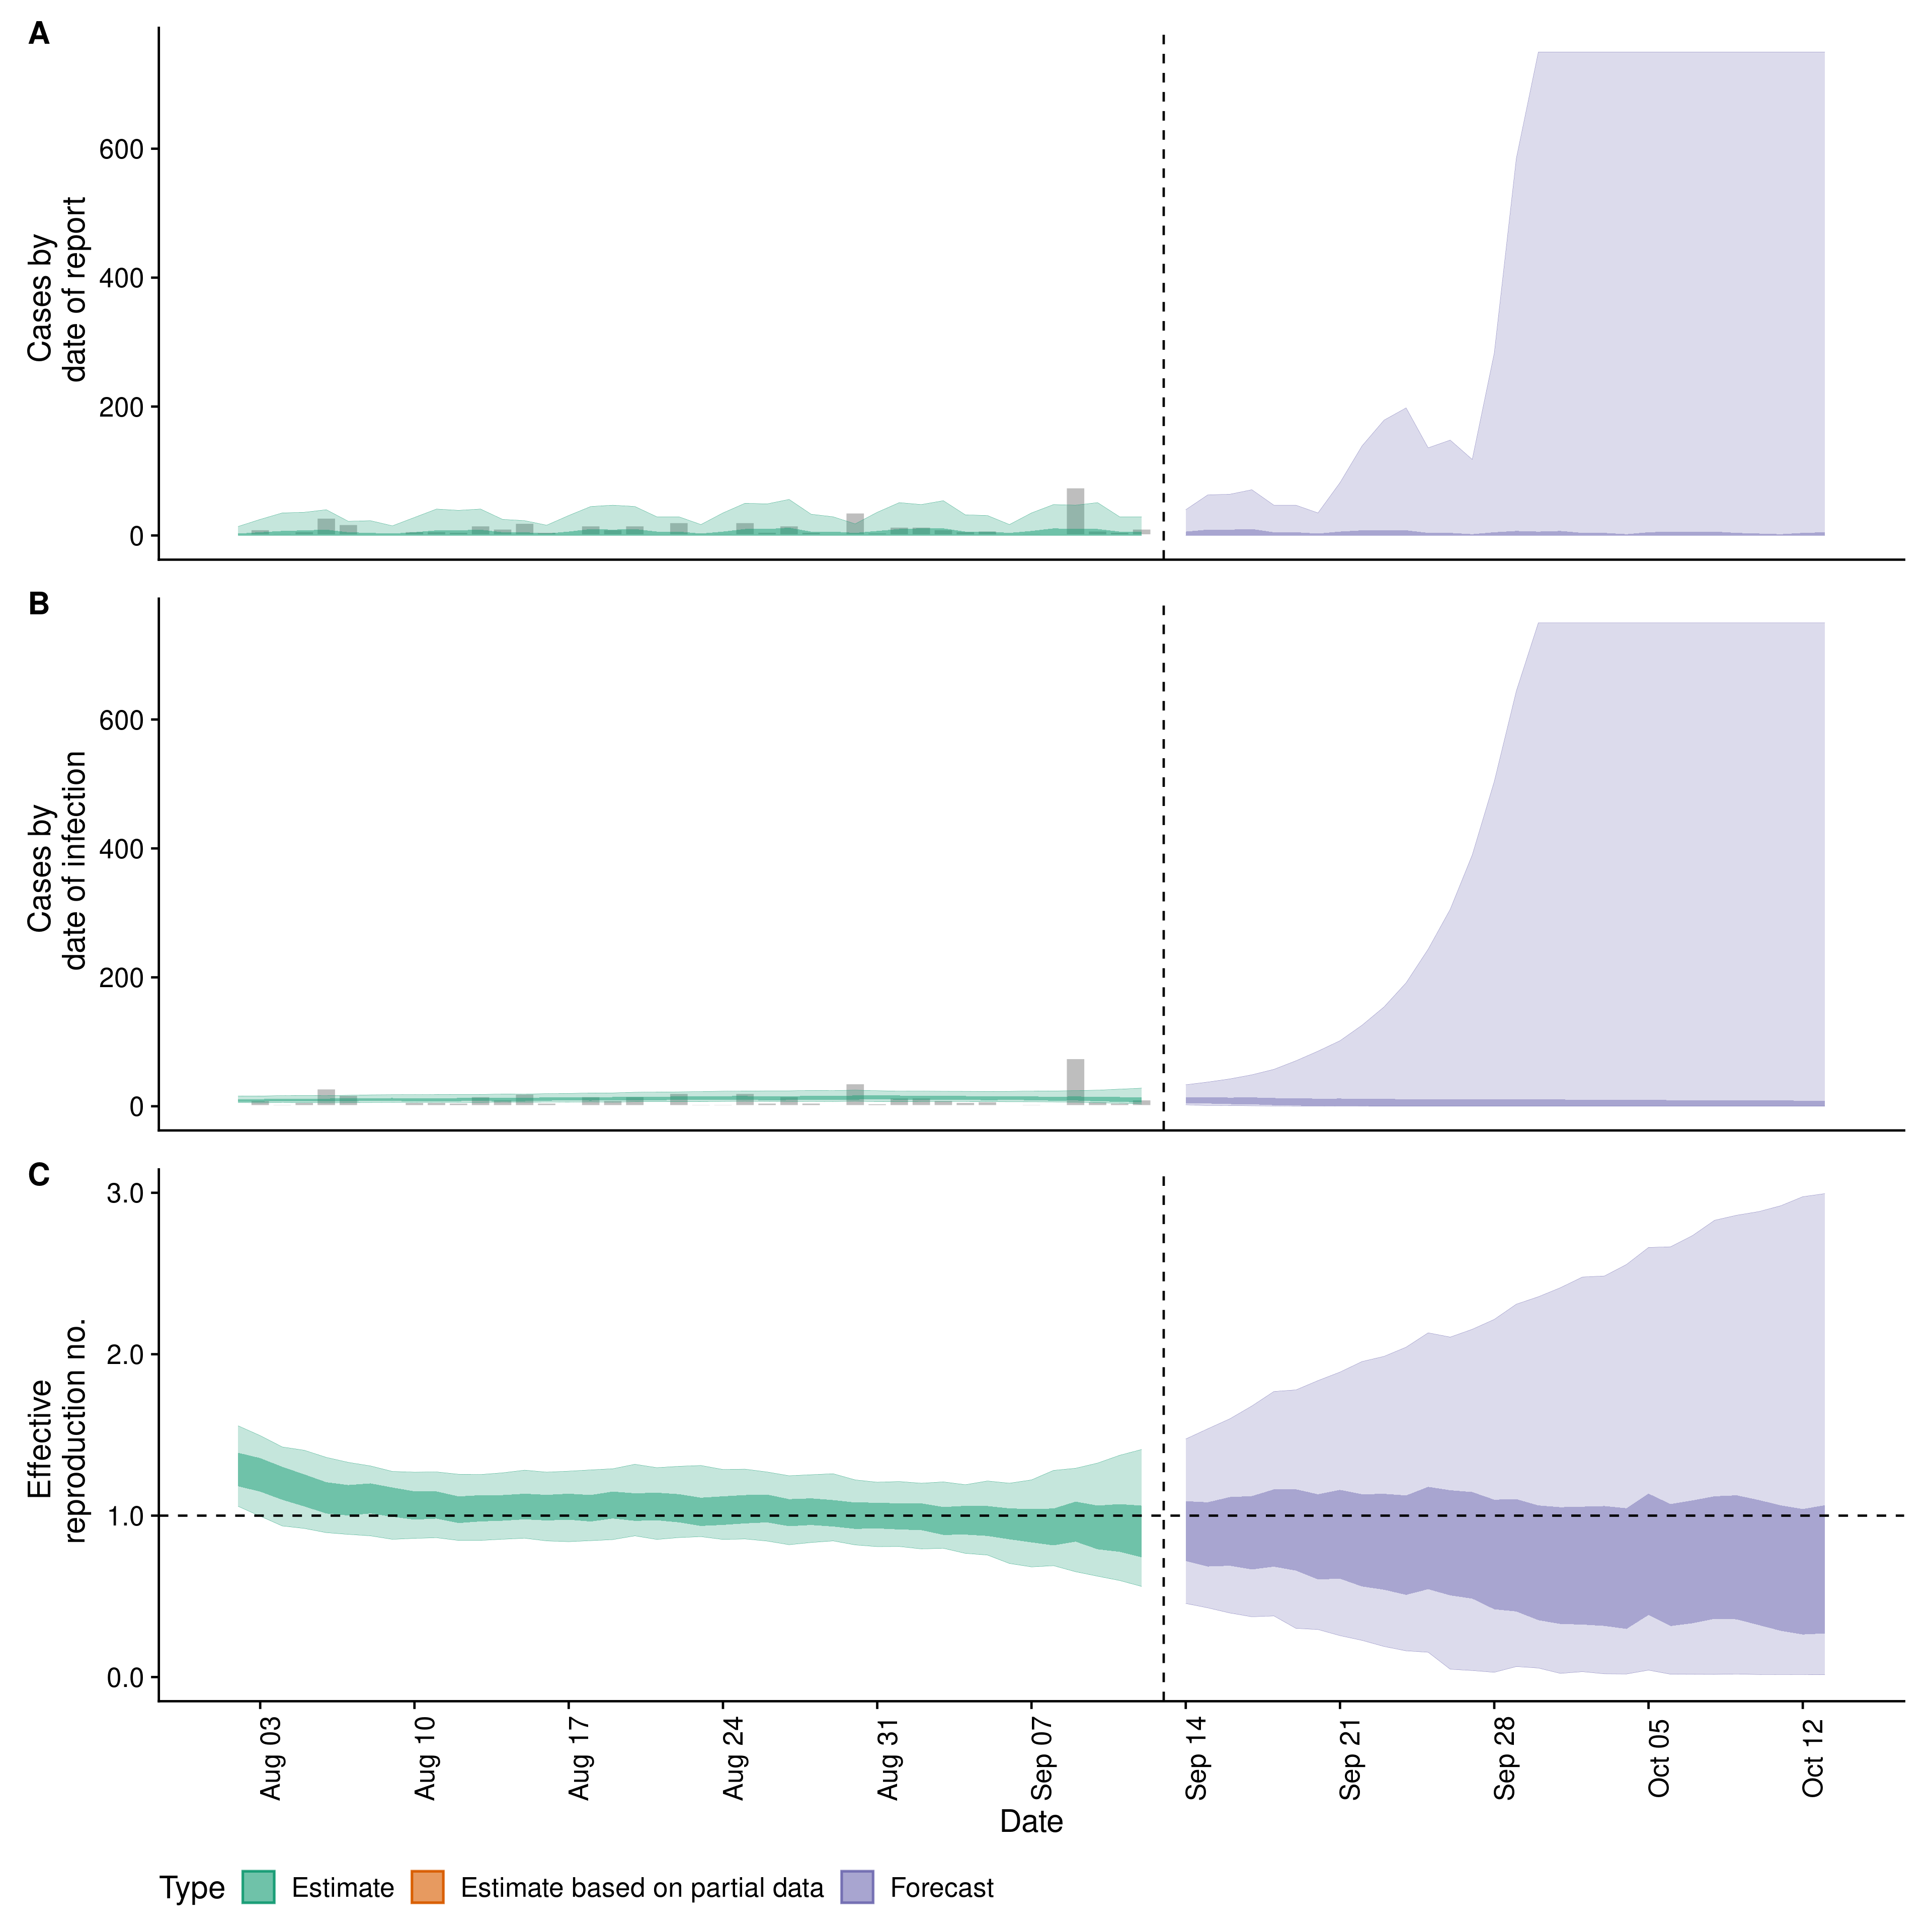 A
Cases by
date of report
600
400
200
0
B
Cases by
date of infection
600
400
200
0
C
Effective
reproduction no.
3.0
2.0
1.0
0.0
Aug 03
Aug 10
Aug 17
Aug 24
Aug 31
Sep 07
Sep 14
Sep 21
Sep 28
Oct 05
Oct 12
Date
Type Estimate Estimate based on partial data Forecast